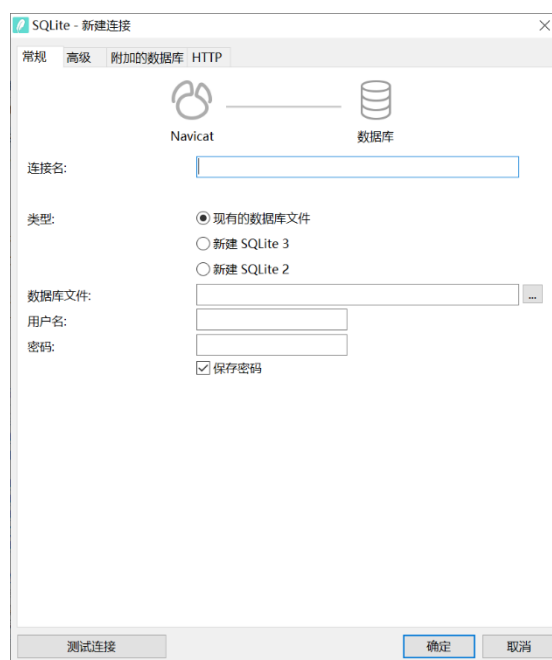 SQLite - 新建连接
常规 高级 附加的数据库 HTTP
Navicat 数据库
连接名:
类型: 现有的数据库文件
新建 SQLite 3
新建 SQLite 2
数据库文件: ...
用户名:
密码:
保存密码
测试连接 确定 取消